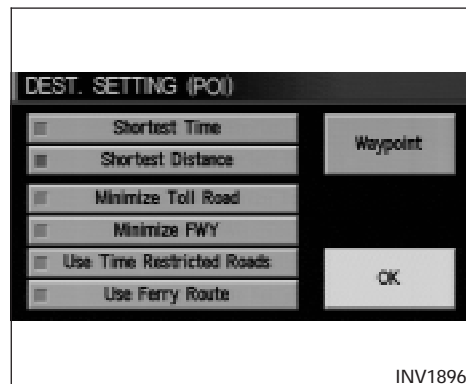 DEST. SETTING (POI)
Shortest Time
Shortest Distance
Waypoint
Minimize Toll Road
Minimize FWY
Use Time Restricted Roads
Use Ferry Route
OK
INV1896